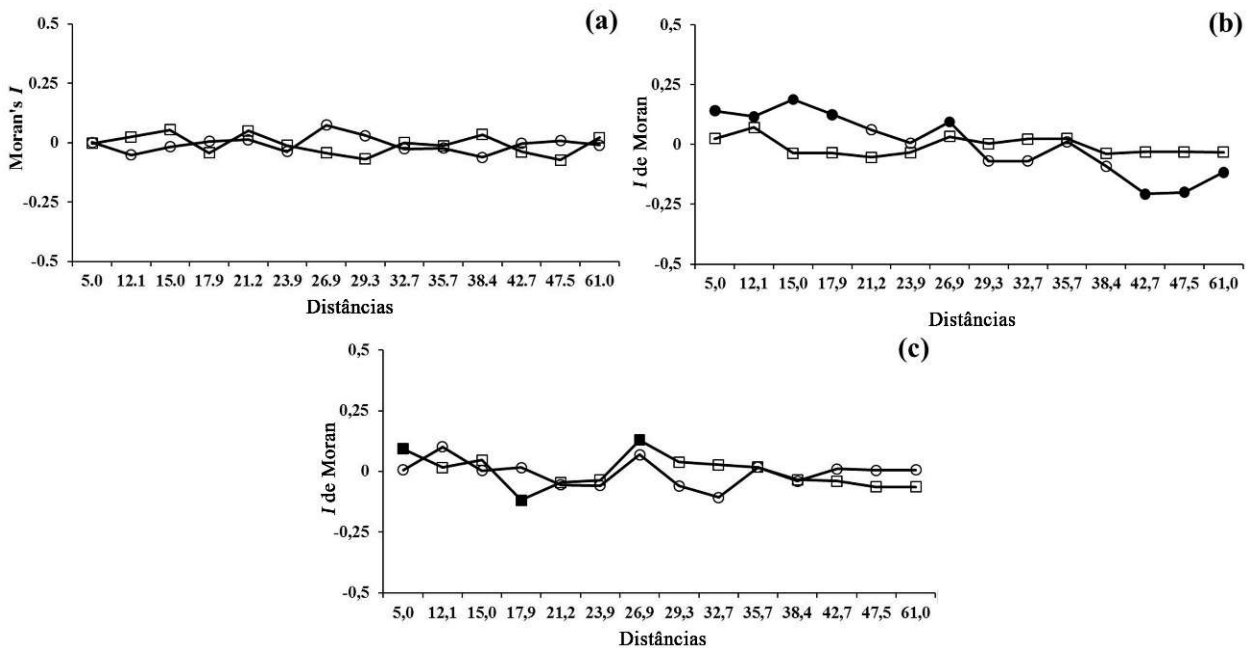 (a)
0.5
0.25
0
-0.25
-0.5
Moran's I
5.0 12.1 15.0 17.9 21.2 23.9 26.9 29.3 32.7 35.7 38.4 42.7 47.5 61.0
Distâncias
(b)
0,5
0,25
0
-0,25
-0,5
I de Moran
5,0 12,1 15,0 17,9 21,2 23,9 26,9 29,3 32,7 35,7 38,4 42,7 47,5 61,0
Distâncias
(c)
0,5
0,25
0
-0,25
-0,5
I de Moran
5,0 12,1 15,0 17,9 21,2 23,9 26,9 29,3 32,7 35,7 38,4 42,7 47,5 61,0
Distâncias